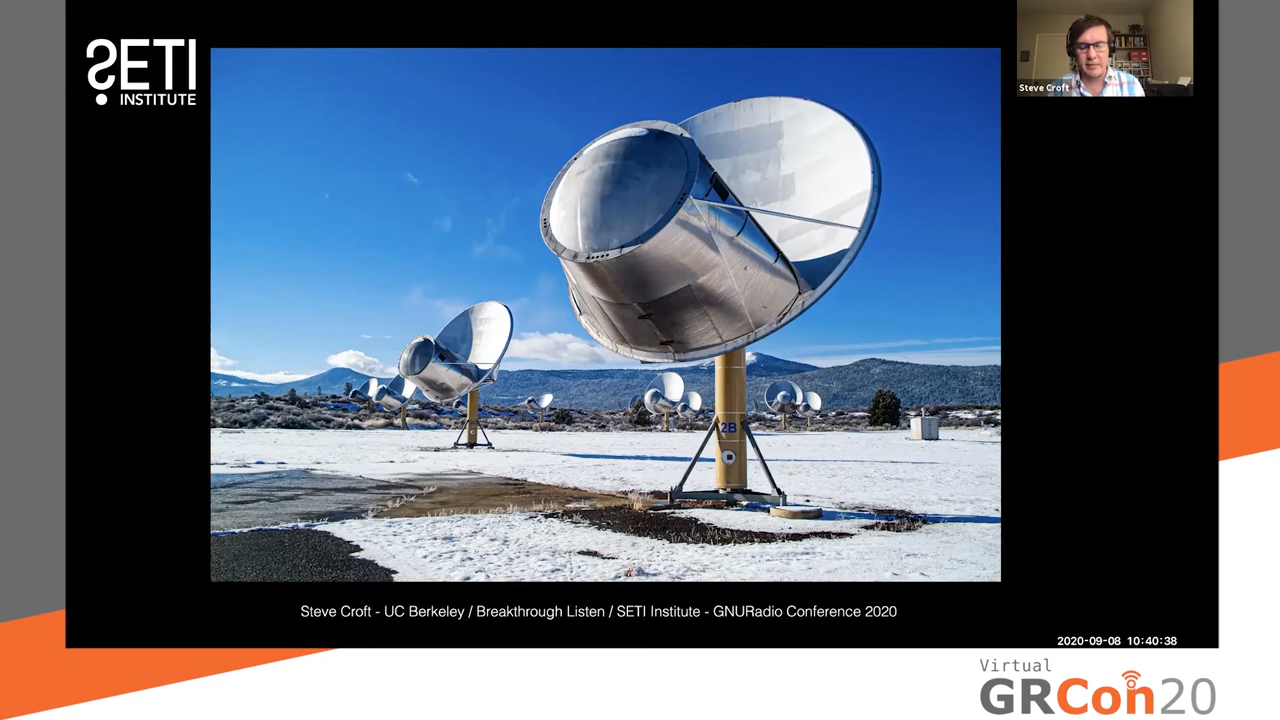 SETI
INSTITUTE
Steve Croft
2B
Steve Croft - UC Berkeley / Breakthrough Listen / SETI Institute - GNURadio Conference 2020
2020-09-08 10:40:38
Virtual
GRCon20